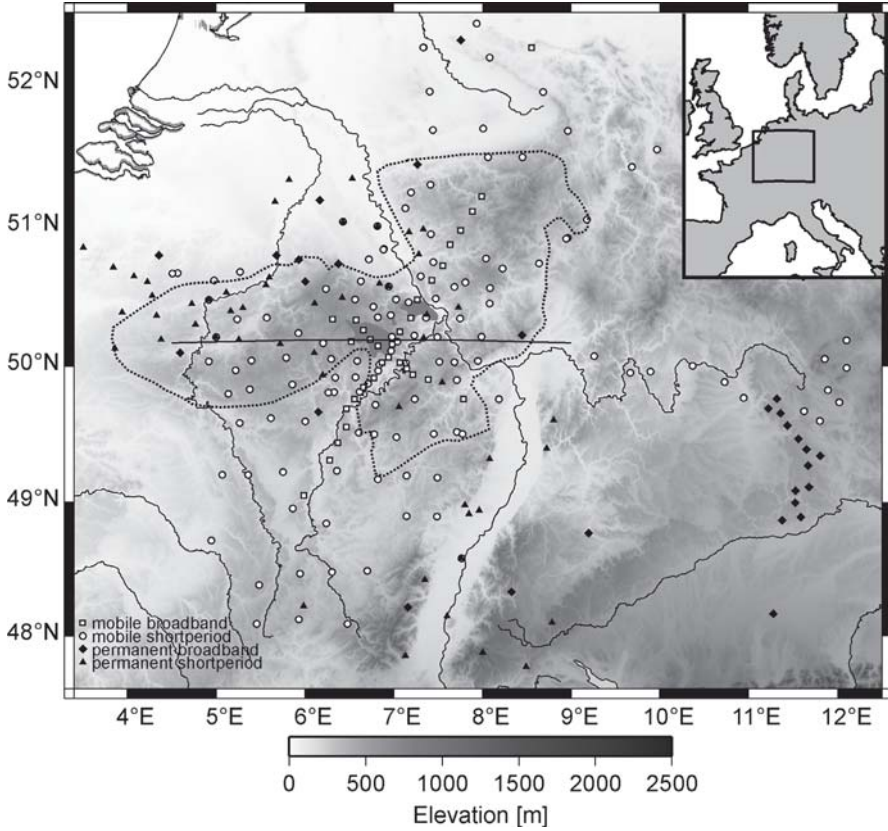 52°N
51°N
50°N
49°N
48°N
mobile broadband
mobile shortperiod
permanent broadband
permanent shortperiod
4°E 5°E 6°E 7°E 8°E 9°E 10°E 11°E 12°E
0 500 1000 1500 2000 2500
Elevation [m]